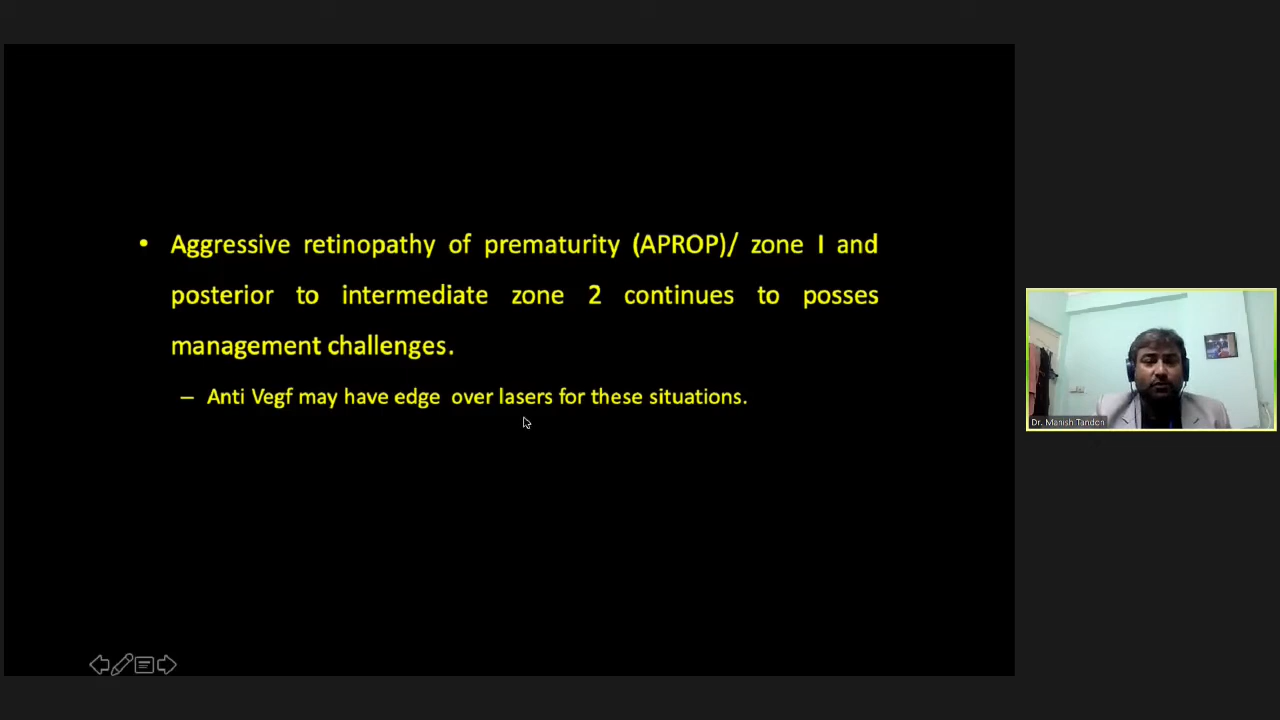 • Aggressive retinopathy of prematurity (APROP)/ zone I and
posterior to intermediate zone 2 continues to posses
management challenges.
– Anti Vegf may have edge over lasers for these situations.
Dr. Manish Tandon